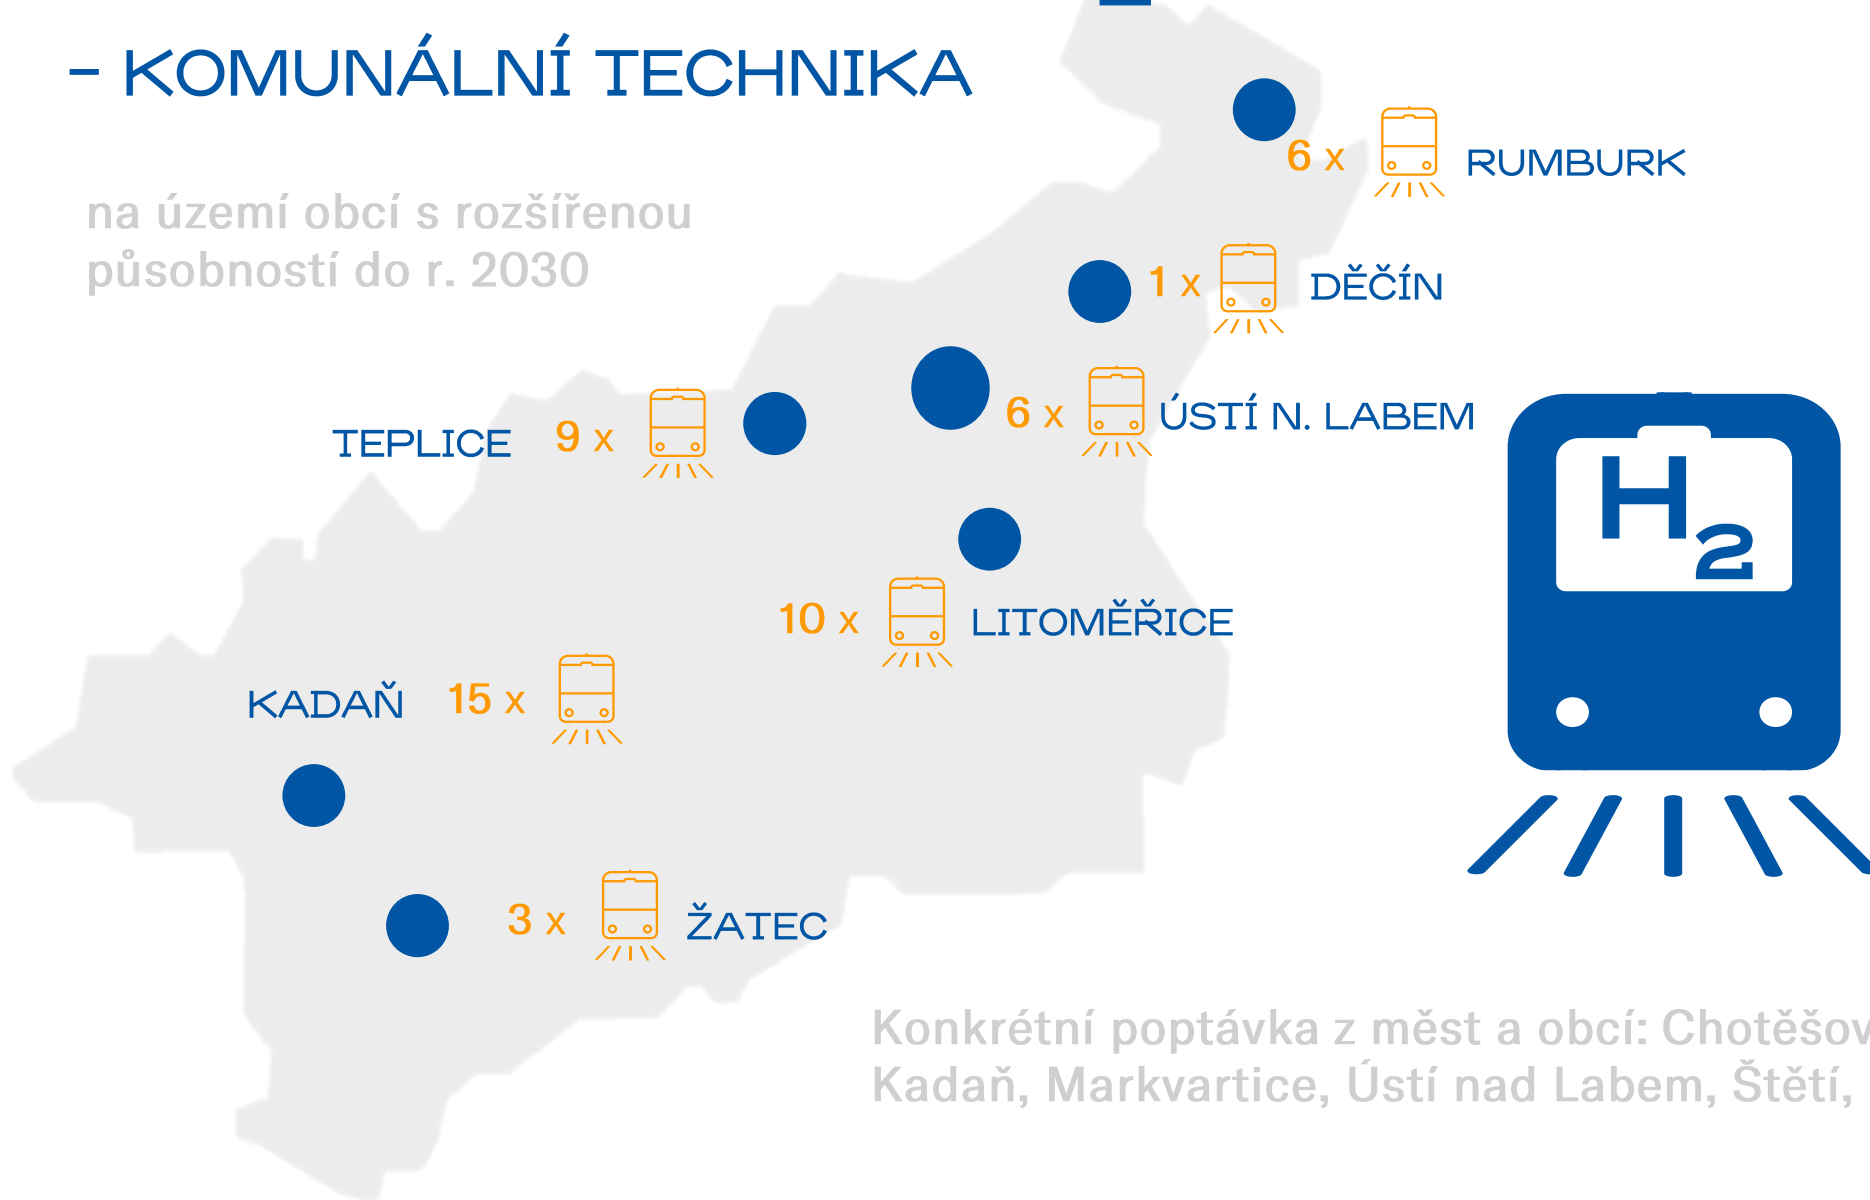 – KOMUNÁLNÍ TECHNIKA
na území obcí s rozšířenou
působností do r. 2030
6 x RUMBURK
1 x DĚČÍN
6 x ÚSTÍ N. LABEM
TEPLICE 9 x
10 x LITOMĚŘICE
KADAŇ 15 x
3 x ŽATEC
H2
Konkrétní poptávka z měst a obcí: Chotěšov
Kadaň, Markvartice, Ústí nad Labem, Štětí,